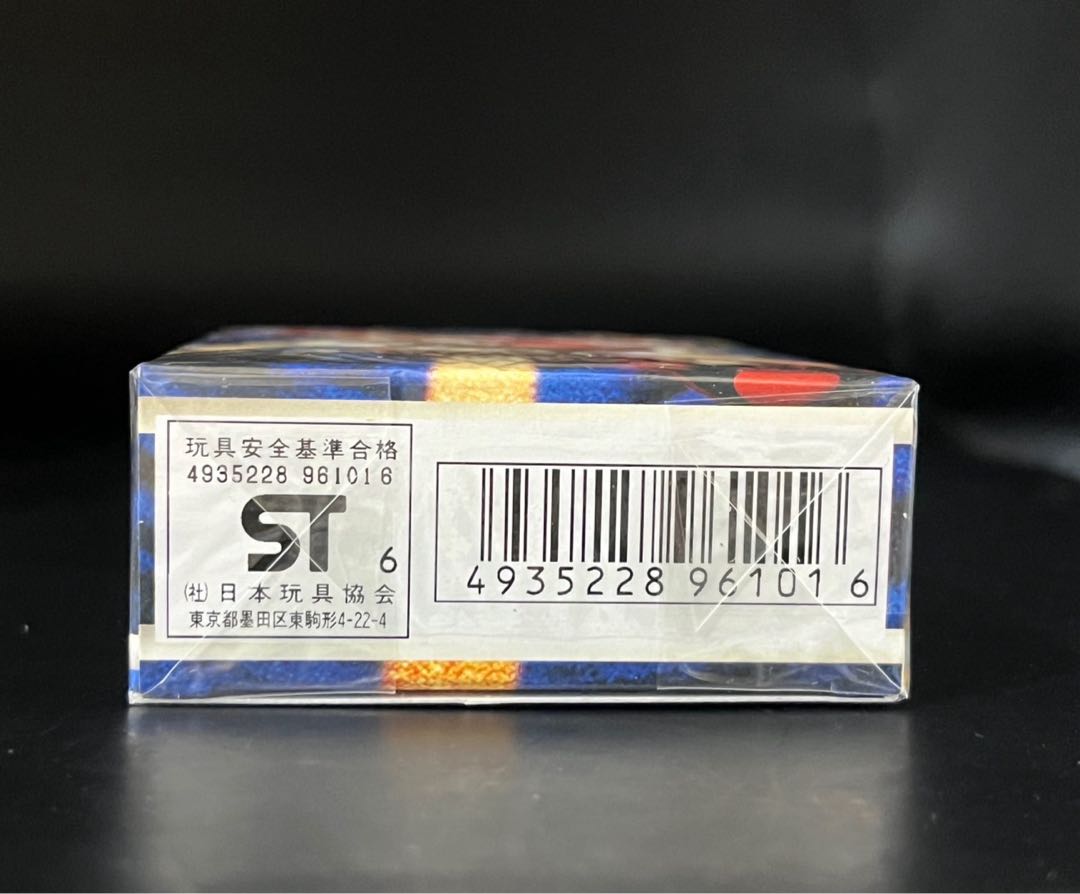 玩具安全基準合格
4935228 961016
ST 6
(社)日本玩具協会
東京都墨田区東駒形4-22-4
4935228 961016